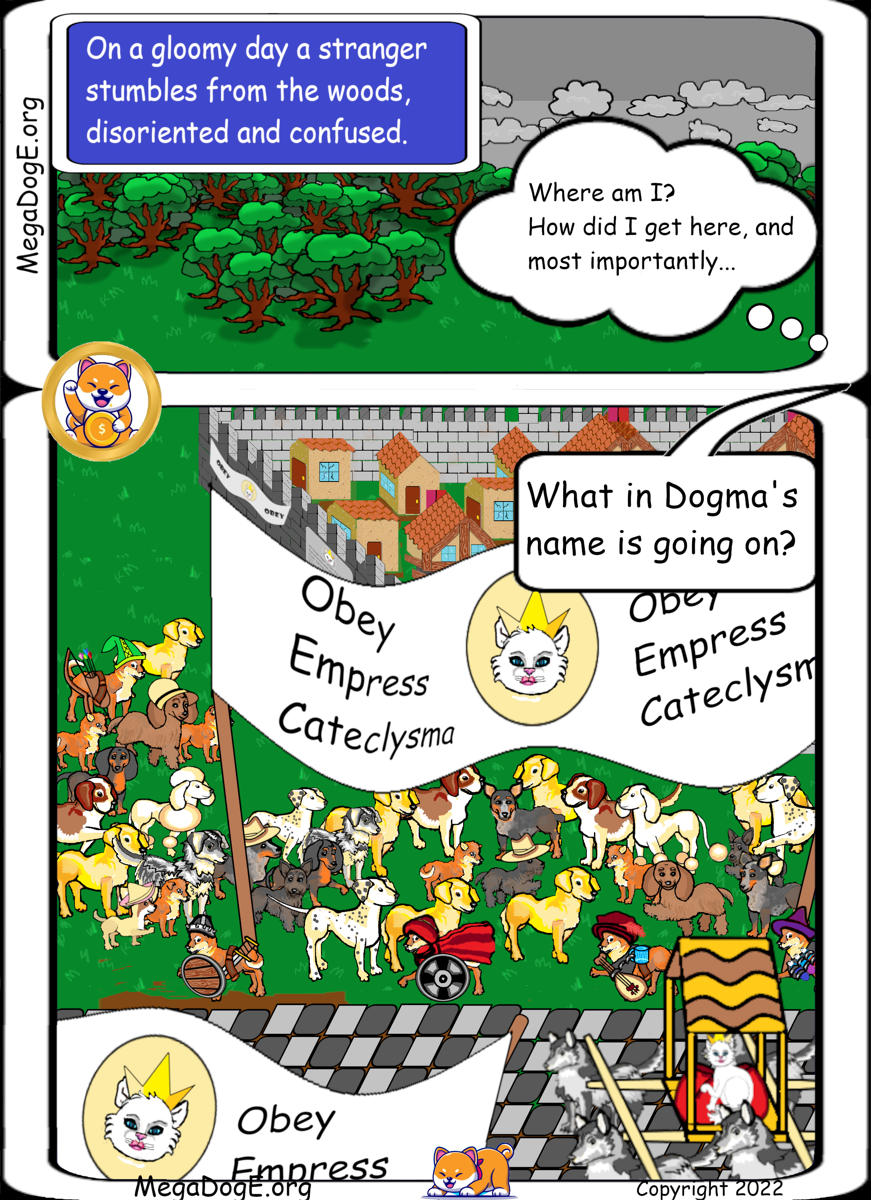 On a gloomy day a stranger
stumbles from the woods,
disoriented and confused.
MegaDogE.org
Where am I?
How did I get here, and
most importantly...
$
What in Dogma's
name is going on?
OBEY
OBEY
Obey
Empress
Cateclysma
Obey
Empress
Cateclysm
Obey
Empress
MegaDogE.org
Copyright 2022